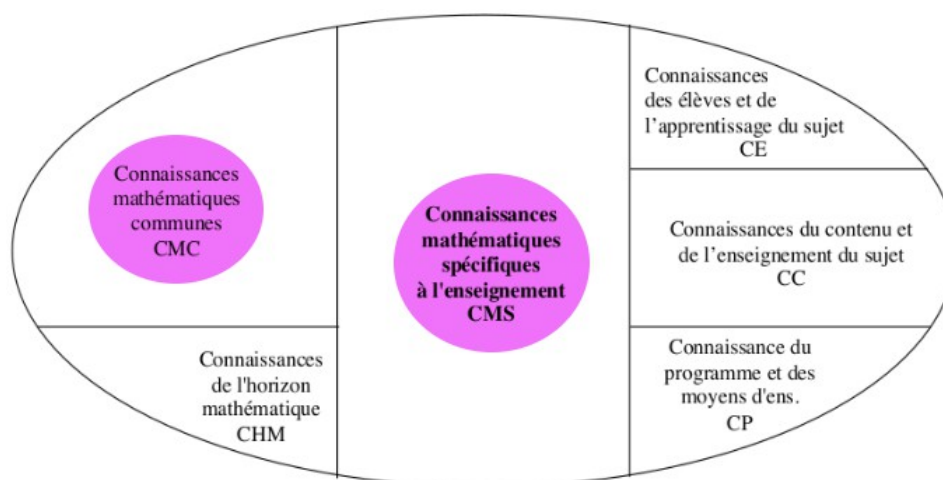 Connaissances
mathématiques
communes
CMC
Connaissances
de l'horizon
mathématique
CHM
Connaissances
mathématiques
spécifiques
à l'enseignement
CMS
Connaissances
des élèves et de
l’apprentissage du sujet
CE
Connaissances du contenu et
de l’enseignement du sujet
CC
Connaissance du
programme et des
moyens d'ens.
CP